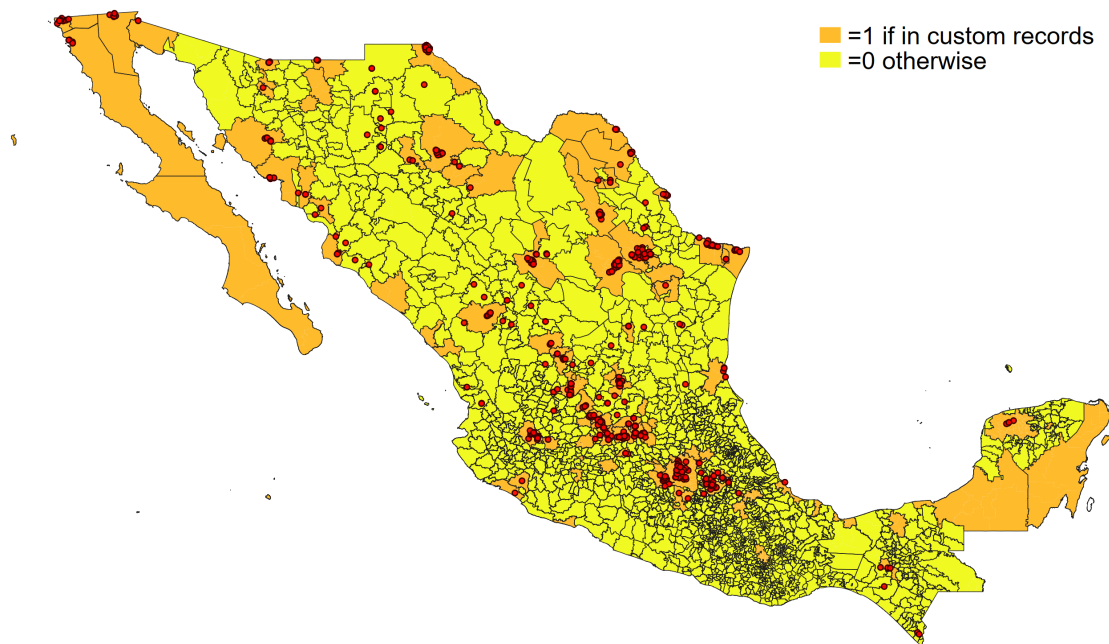 =1 if in custom records
=0 otherwise